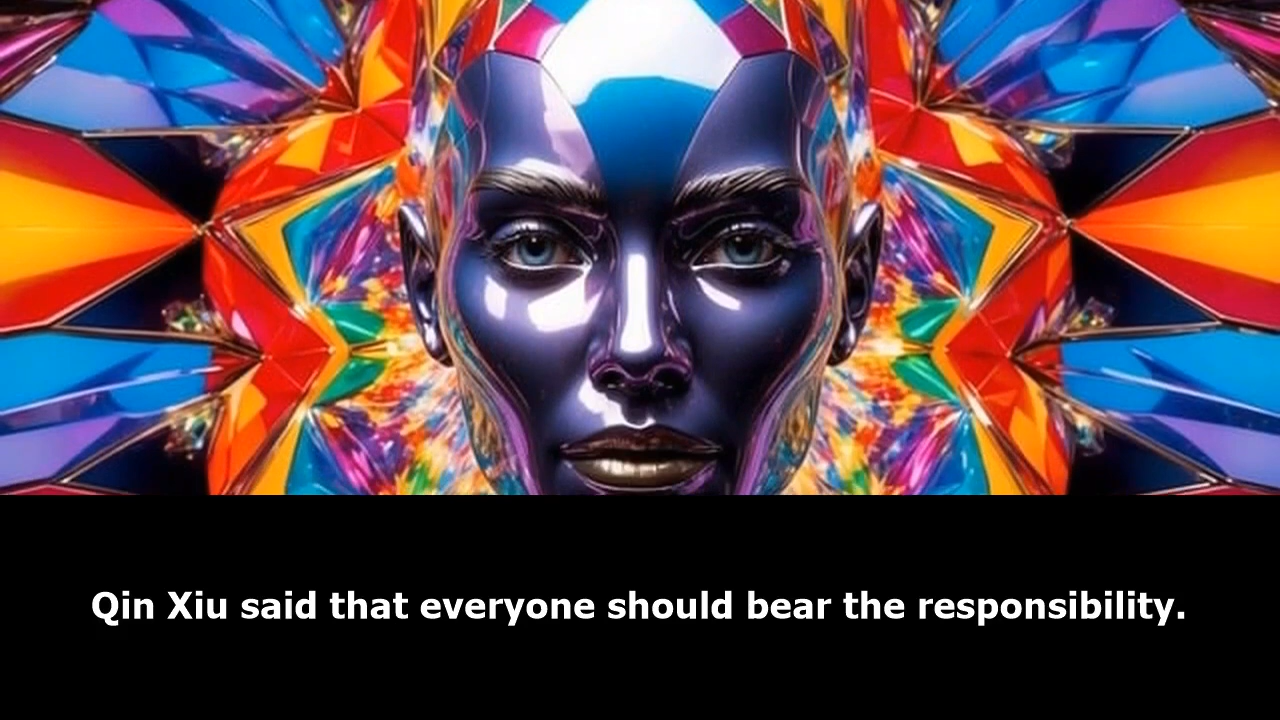 Qin Xiu said that everyone should bear the responsibility.